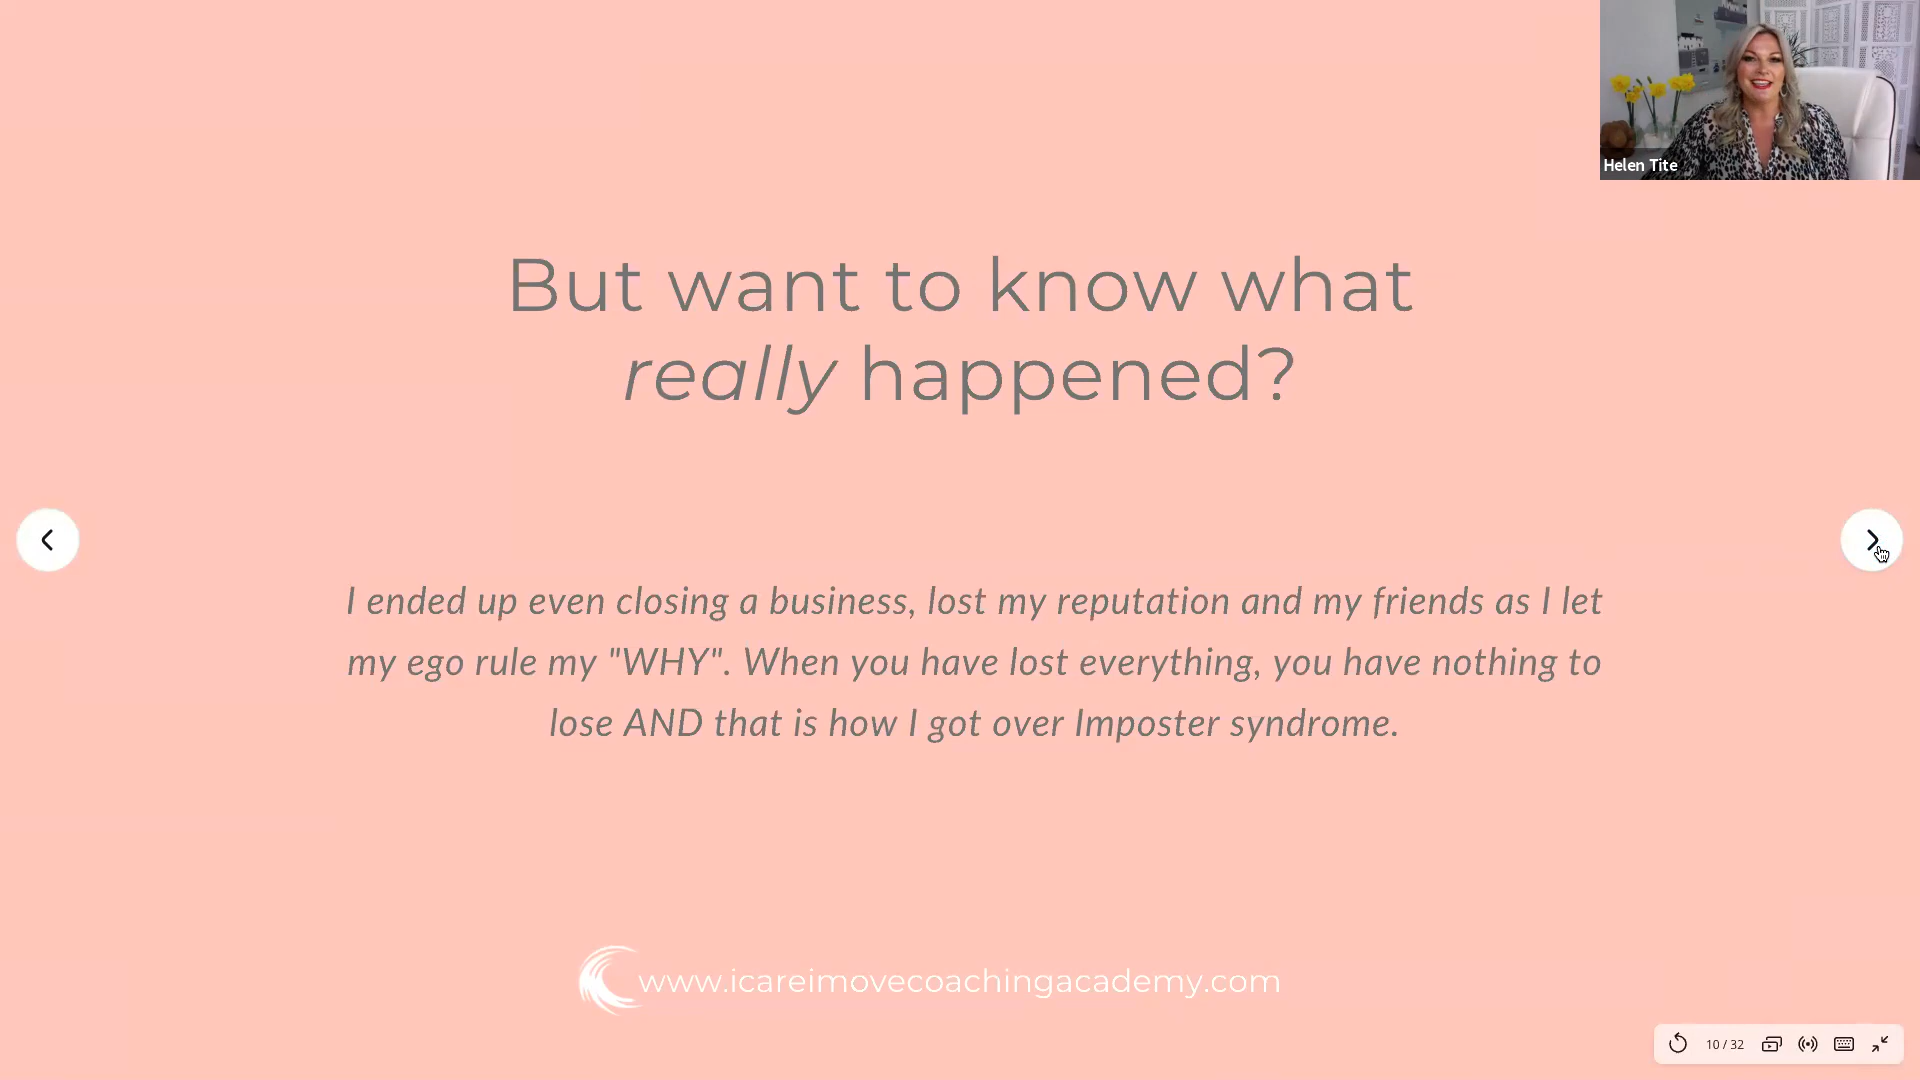 Helen Tite
But want to know what
really happened?
I ended up even closing a business, lost my reputation and my friends as I let
my ego rule my "WHY". When you have lost everything, you have nothing to
lose AND that is how I got over Imposter syndrome.
www.icareimovecoachingacademy.com
10 / 32